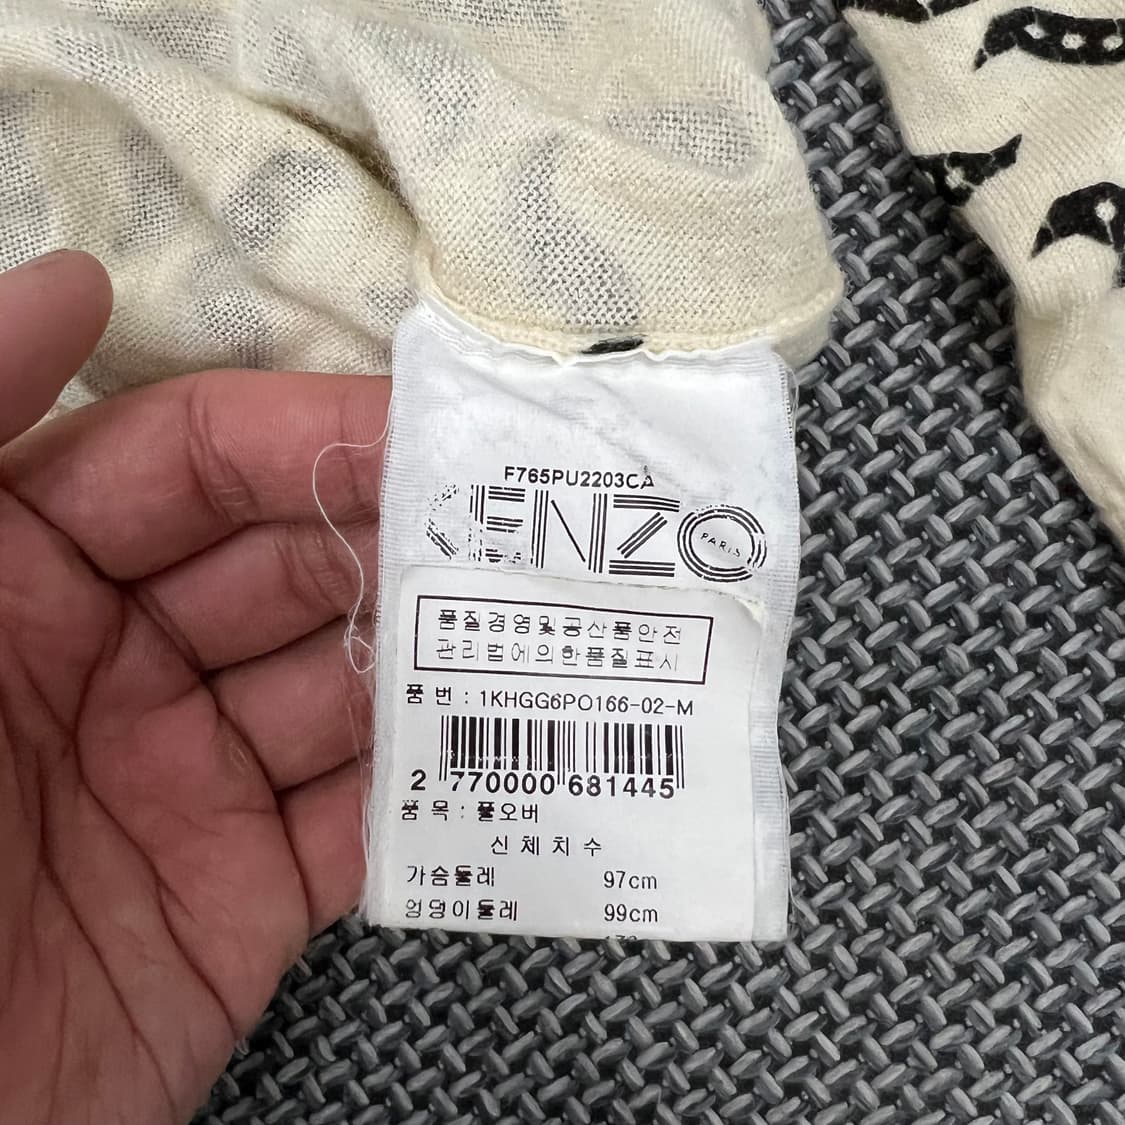 F765PU2203CA
KENZO
PARIS
품질경영및공산품안전
관리법에의한품질표시
품 번 : 1KHGG6PO166-02-M
2 770000 681445
품 목 : 풀오버
신 체 치 수
가슴둘레 97cm
엉덩이둘레 99cm